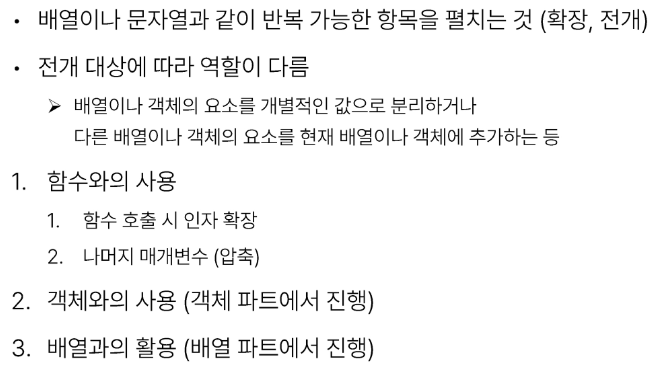 • 배열이나 문자열과 같이 반복 가능한 항목을 펼치는 것 (확장, 전개)
• 전개 대상에 따라 역할이 다름
➢ 배열이나 객체의 요소를 개별적인 값으로 분리하거나
다른 배열이나 객체의 요소를 현재 배열이나 객체에 추가하는 등
1. 함수와의 사용
1. 함수 호출 시 인자 확장
2. 나머지 매개변수 (압축)
2. 객체와의 사용 (객체 파트에서 진행)
3. 배열과의 활용 (배열 파트에서 진행)